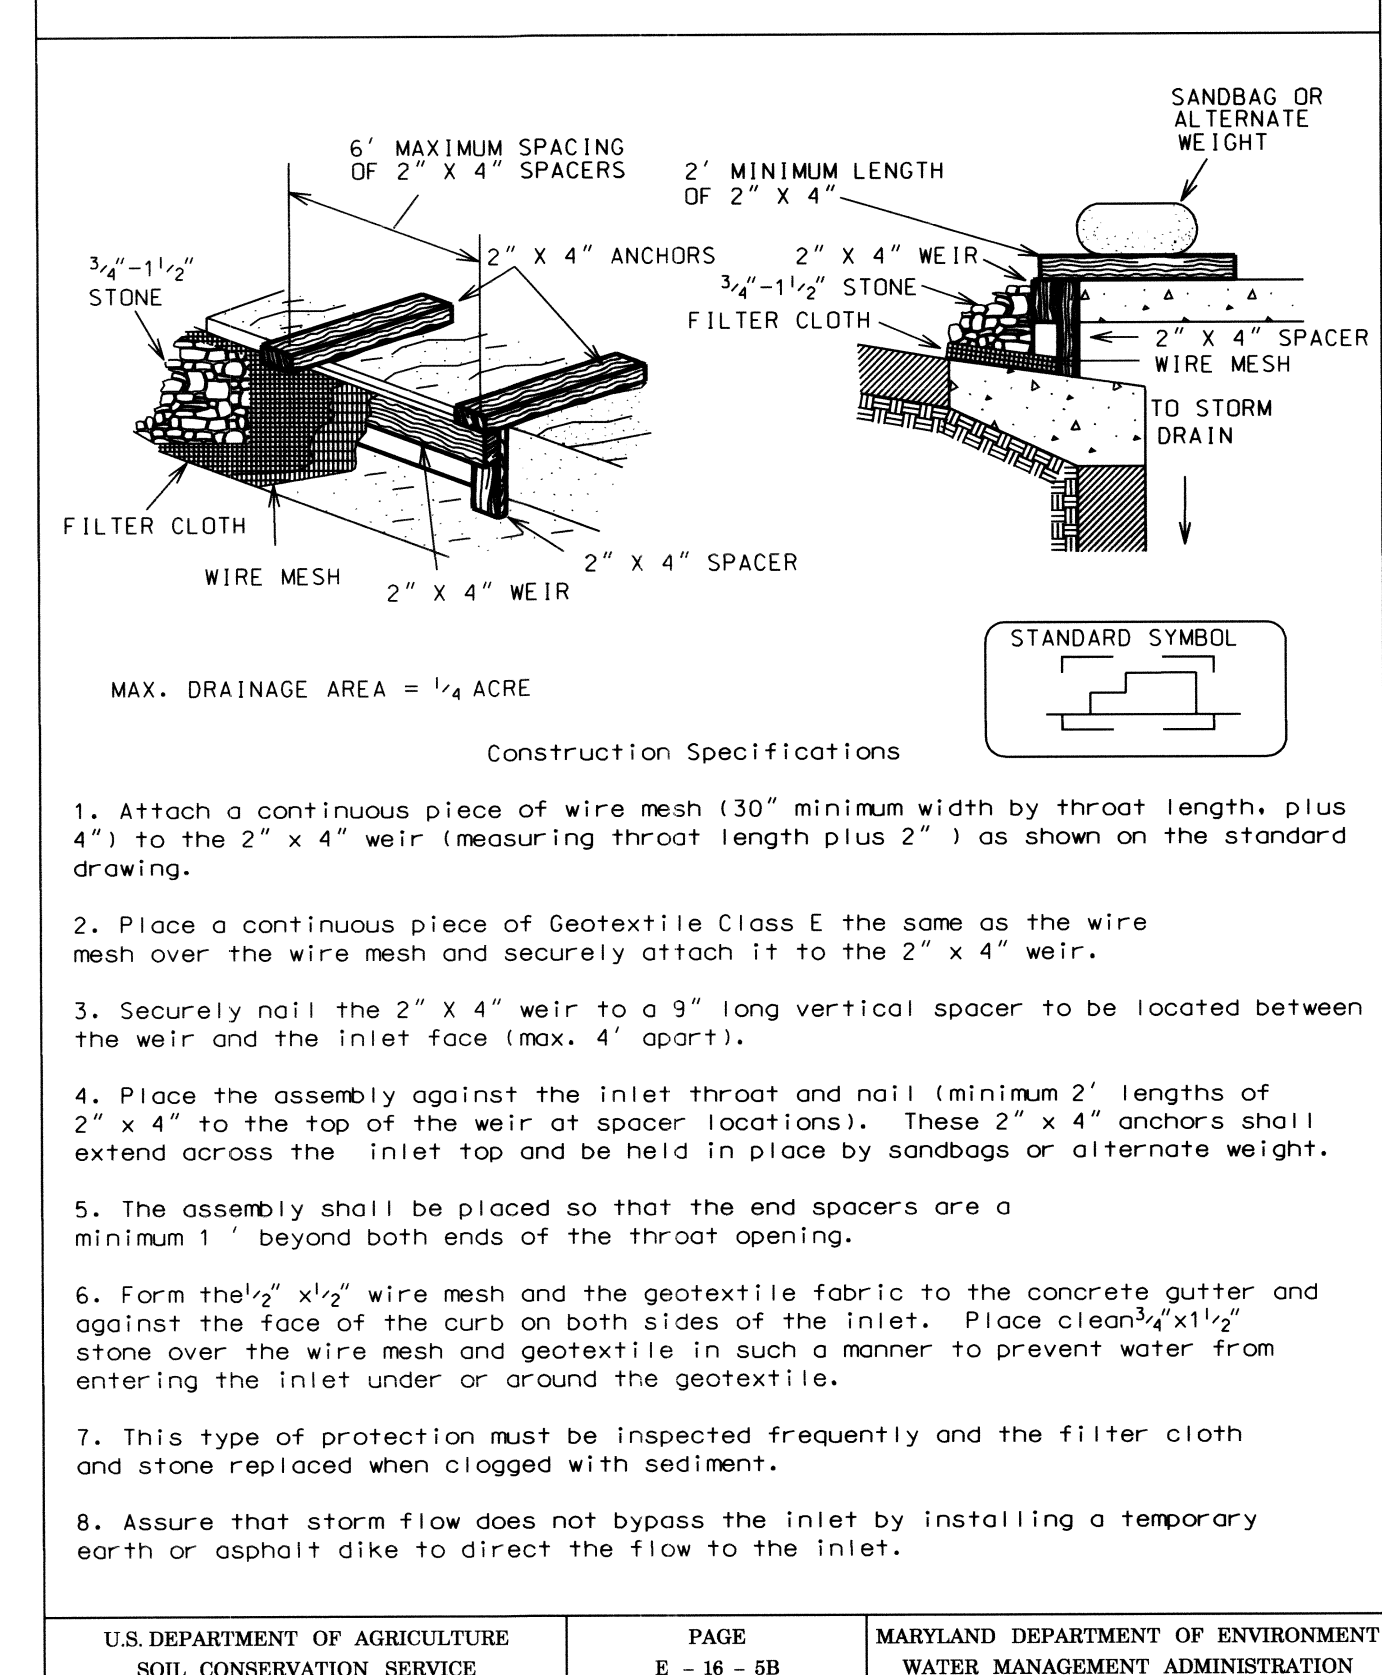 6' MAXIMUM SPACING
OF 2" X 4" SPACERS
2" X 4" ANCHORS
3/4"-1 1/2"
STONE
FILTER CLOTH
WIRE MESH
2" X 4" WEIR
2" X 4" SPACER
SANDBAG OR
ALTERNATE
WEIGHT
2' MINIMUM LENGTH
OF 2" X 4"
2" X 4" WEIR
3/4"-1 1/2" STONE
FILTER CLOTH
2" X 4" SPACER
WIRE MESH
TO STORM
DRAIN
STANDARD SYMBOL
MAX. DRAINAGE AREA = 1/4 ACRE
Construction Specifications
1. Attach a continuous piece of wire mesh (30" minimum width by throat length, plus
4") to the 2" x 4" weir (measuring throat length plus 2" ) as shown on the standard
drawing.
2. Place a continuous piece of Geotextile Class E the same as the wire
mesh over the wire mesh and securely attach it to the 2" x 4" weir.
3. Securely nail the 2" X 4" weir to a 9" long vertical spacer to be located between
the weir and the inlet face (max. 4' apart).
4. Place the assembly against the inlet throat and nail (minimum 2' lengths of
2" x 4" to the top of the weir at spacer locations). These 2" x 4" anchors shall
extend across the inlet top and be held in place by sandbags or alternate weight.
5. The assembly shall be placed so that the end spacers are a
minimum 1 ' beyond both ends of the throat opening.
6. Form the 1/2" x 1/2" wire mesh and the geotextile fabric to the concrete gutter and
against the face of the curb on both sides of the inlet. Place clean 3/4"x1 1/2"
stone over the wire mesh and geotextile in such a manner to prevent water from
entering the inlet under or around the geotextile.
7. This type of protection must be inspected frequently and the filter cloth
and stone replaced when clogged with sediment.
8. Assure that storm flow does not bypass the inlet by installing a temporary
earth or asphalt dike to direct the flow to the inlet.
U.S. DEPARTMENT OF AGRICULTURE
SOIL CONSERVATION SERVICE
PAGE
E - 16 - 5B
MARYLAND DEPARTMENT OF ENVIRONMENT
WATER MANAGEMENT ADMINISTRATION